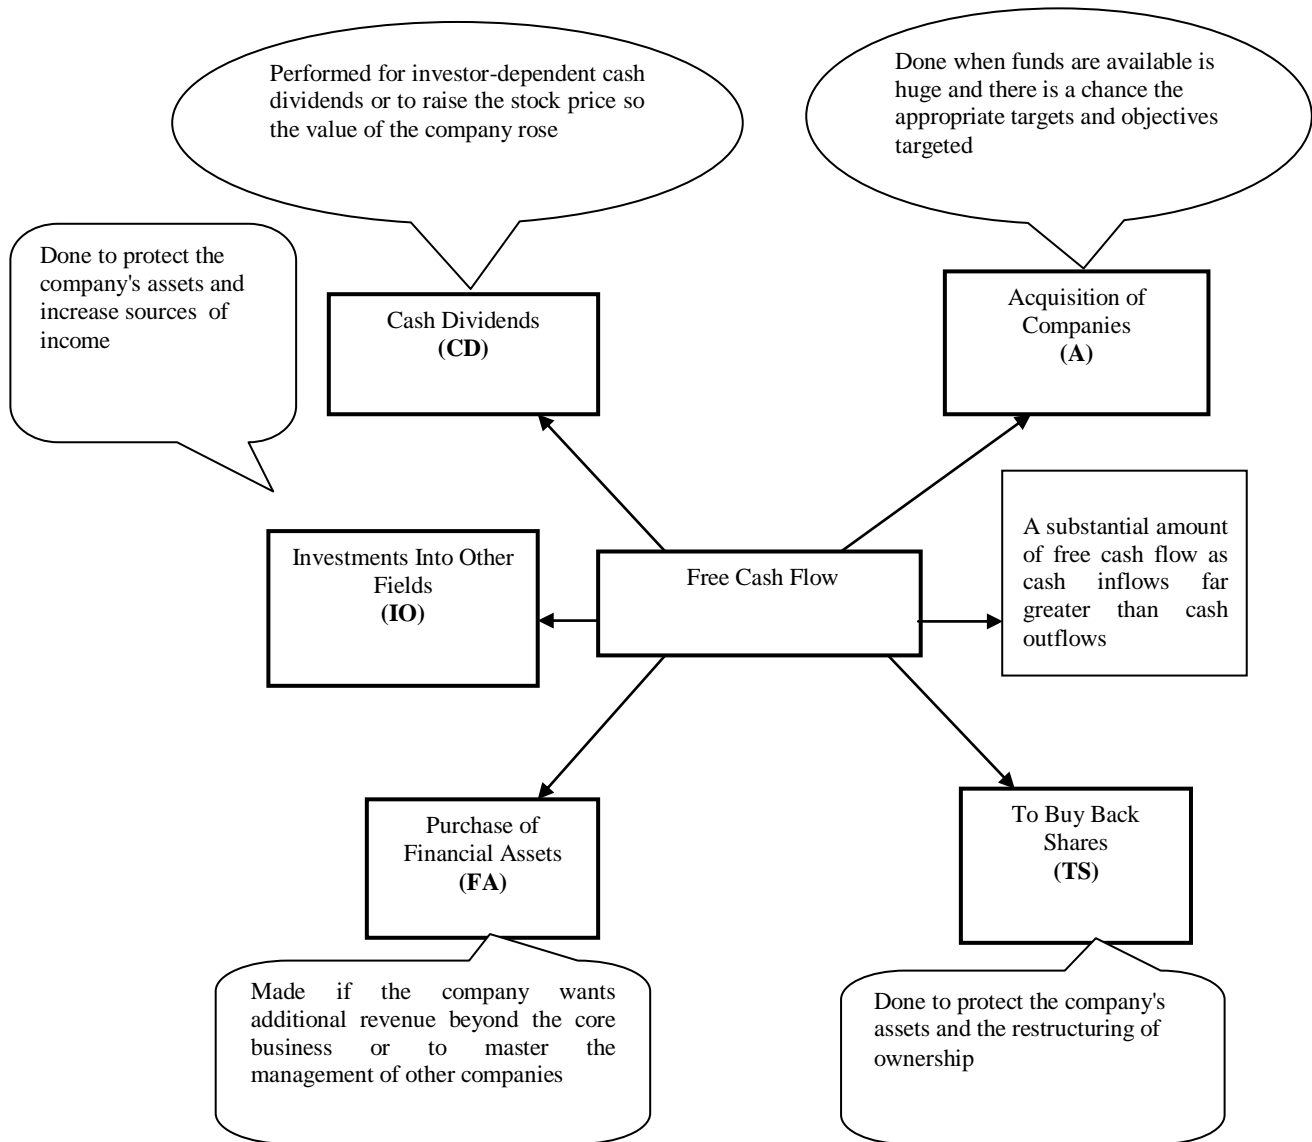 Performed for investor-dependent cash
dividends or to raise the stock price so
the value of the company rose
Done when funds are available is
huge and there is a chance the
appropriate targets and objectives
targeted
Done to protect the
company's assets and
increase sources of
income
Cash Dividends
(CD)
Acquisition of
Companies
(A)
Investments Into Other
Fields
(IO)
Free Cash Flow
A substantial amount
of free cash flow as
cash inflows far
greater than cash
outflows
Purchase of
Financial Assets
(FA)
To Buy Back
Shares
(TS)
Made if the company wants
additional revenue beyond the core
business or to master the
management of other companies
Done to protect the company's
assets and the restructuring of
ownership